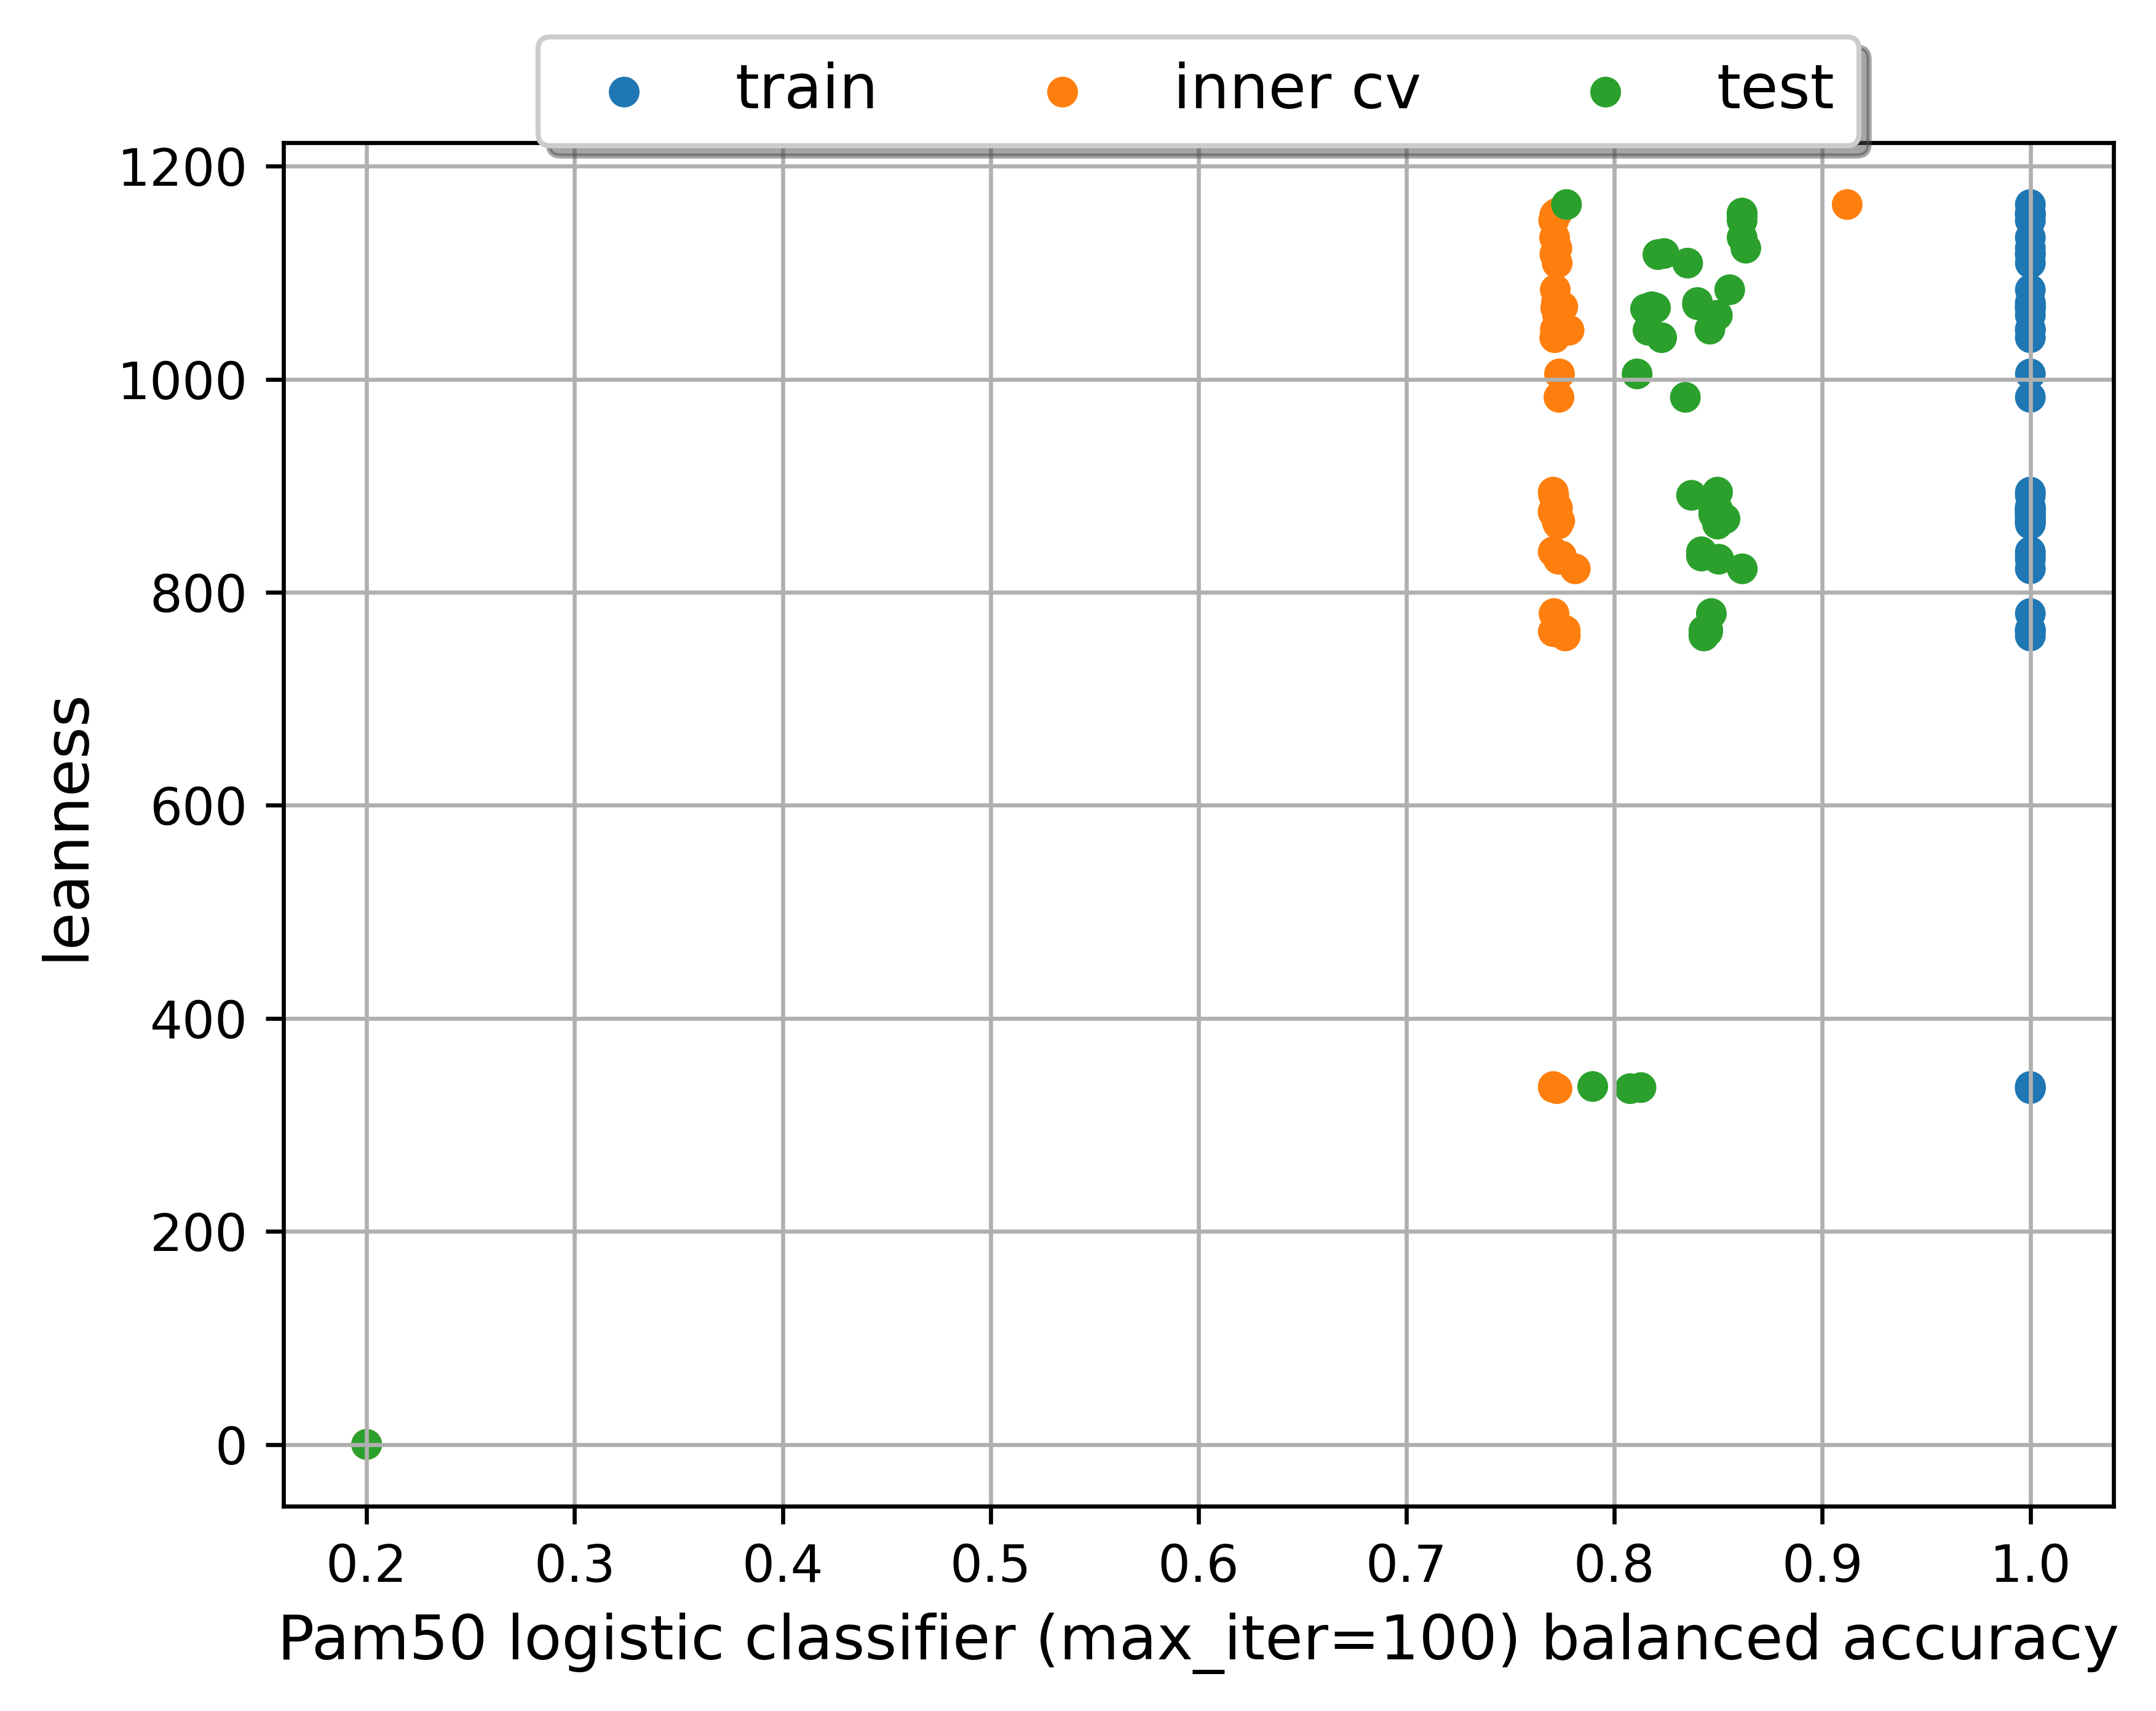 train inner cv test
1200
1000
800
600
400
200
0
leanness
0.2 0.3 0.4 0.5 0.6 0.7 0.8 0.9 1.0
Pam50 logistic classifier (max_iter=100) balanced accuracy